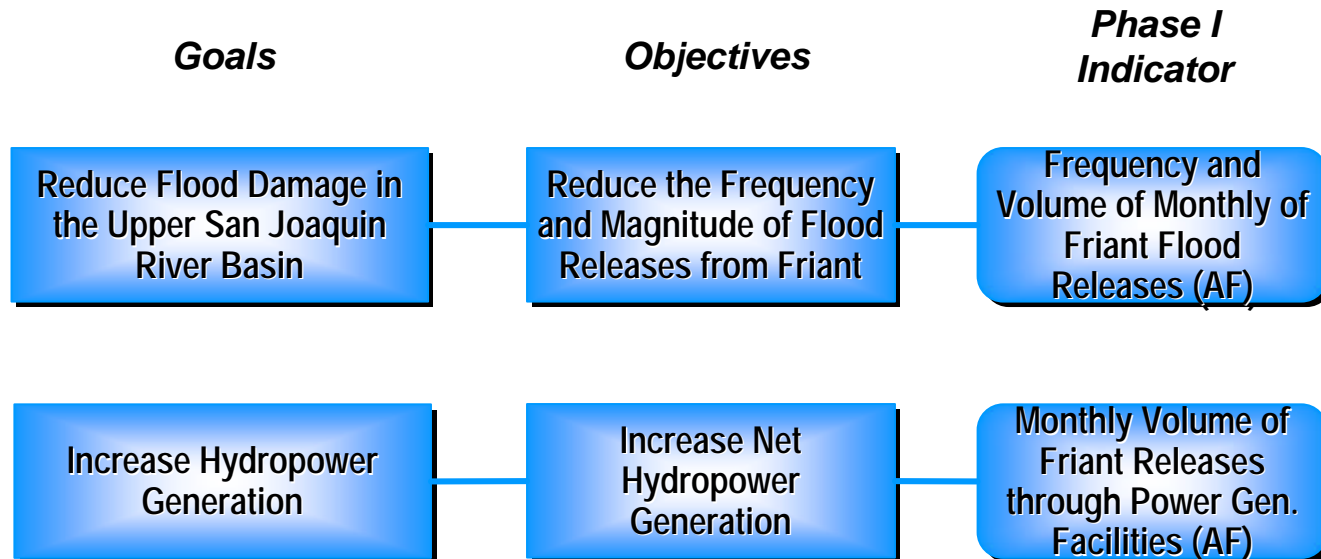 Goals
Objectives
Phase I
Indicator
Reduce Flood Damage in
the Upper San Joaquin
River Basin
Reduce the Frequency
and Magnitude of Flood
Releases from Friant
Frequency and
Volume of Monthly of
Friant Flood
Releases (AF)
Increase Hydropower
Generation
Increase Net
Hydropower
Generation
Monthly Volume of
Friant Releases
through Power Gen.
Facilities (AF)